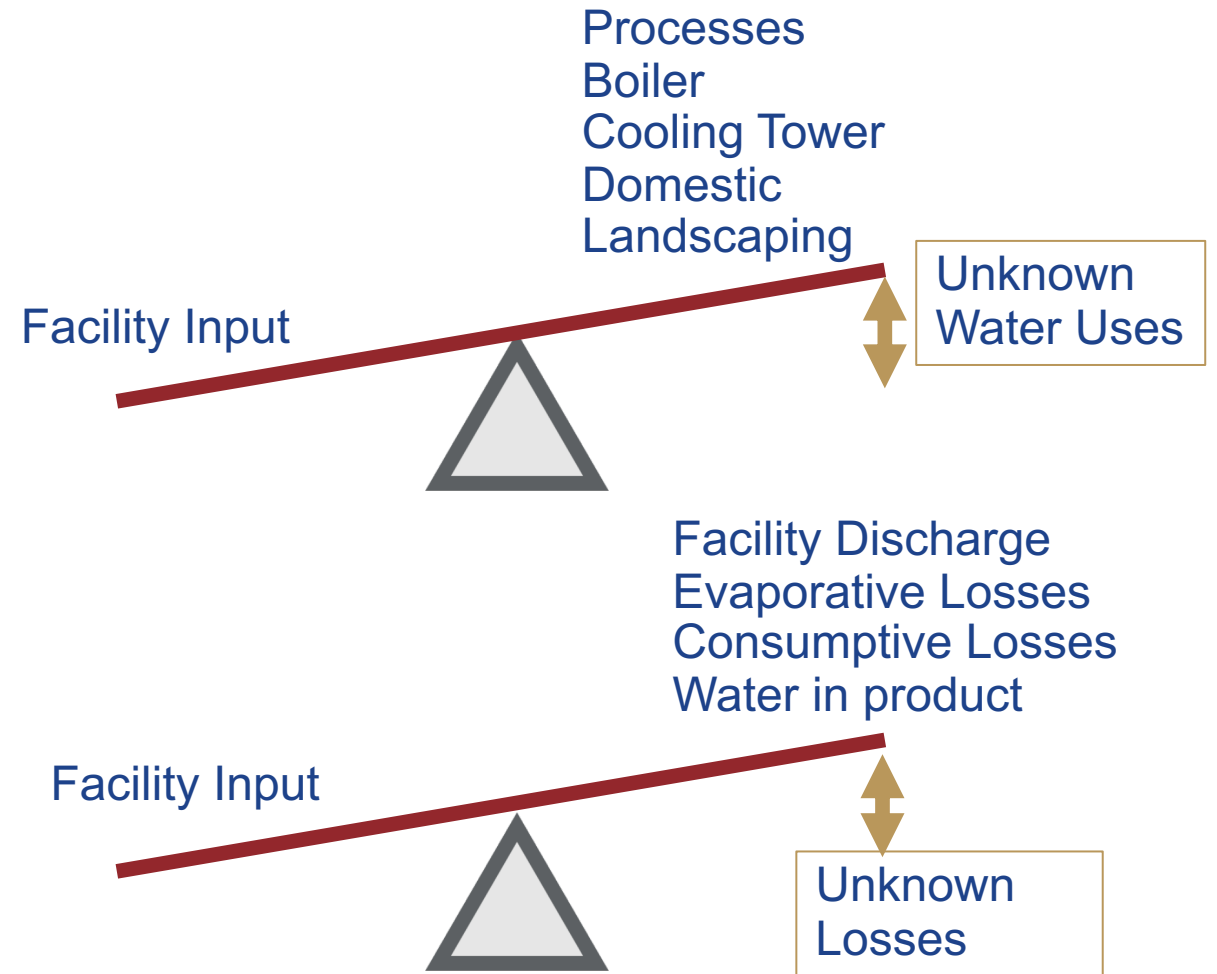 Processes
Boiler
Cooling Tower
Domestic
Landscaping
Facility Input
Unknown
Water Uses
Facility Discharge
Evaporative Losses
Consumptive Losses
Water in product
Facility Input
Unknown
Losses